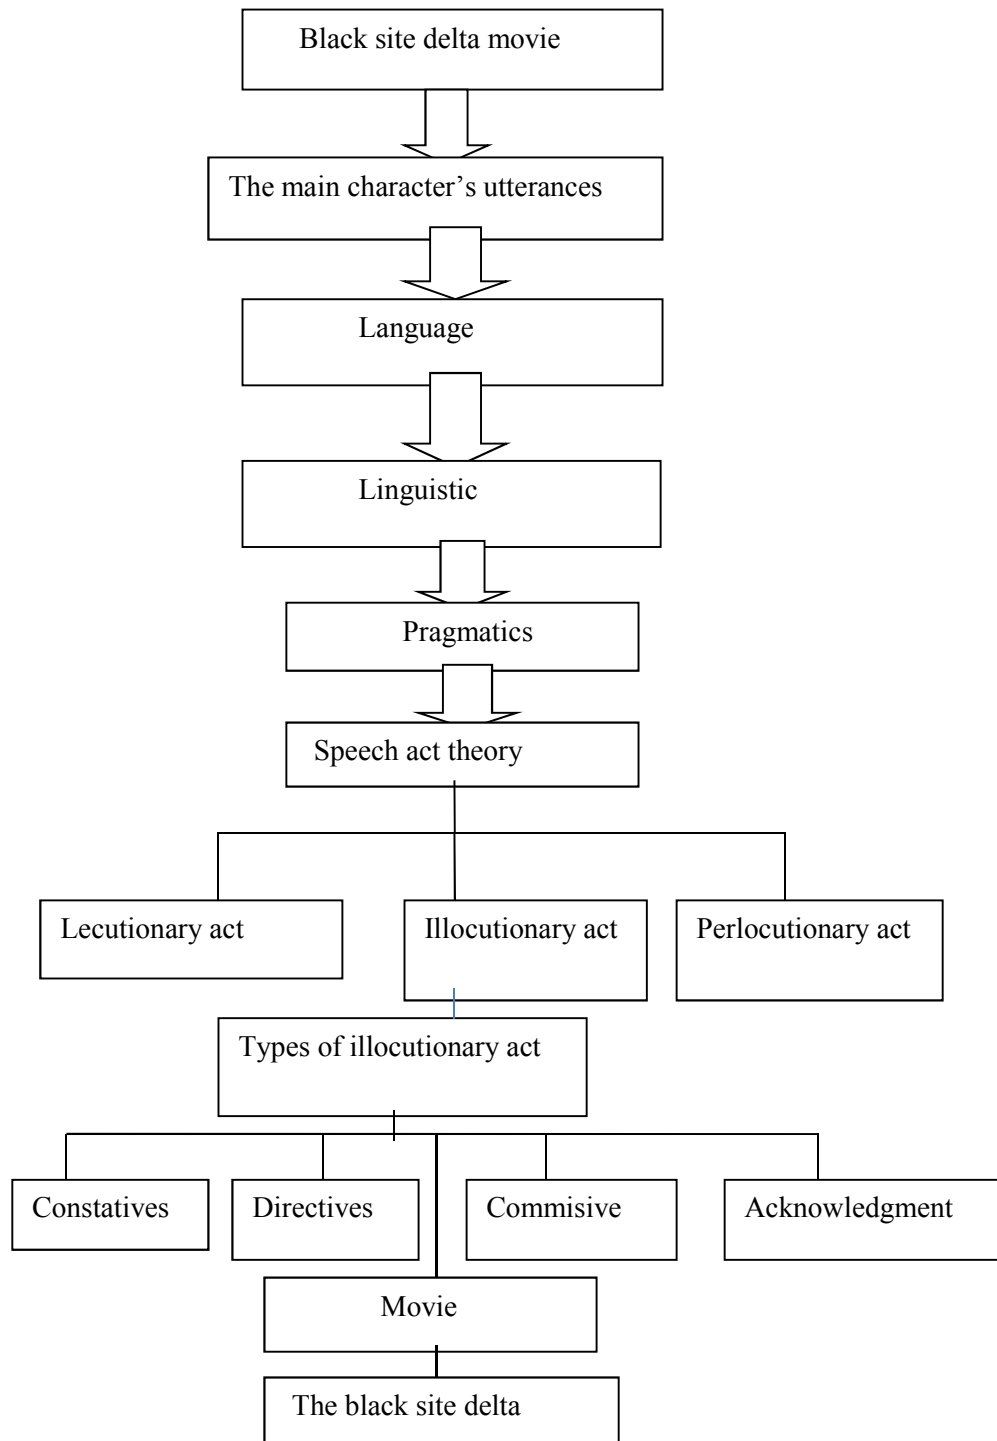 Black site delta movie
The main character’s utterances
Language
Linguistic
Pragmatics
Speech act theory
Lecutionary act
Illocutionary act
Perlocutionary act
Types of illocutionary act
Constatives
Directives
Commisive
Acknowledgment
Movie
The black site delta